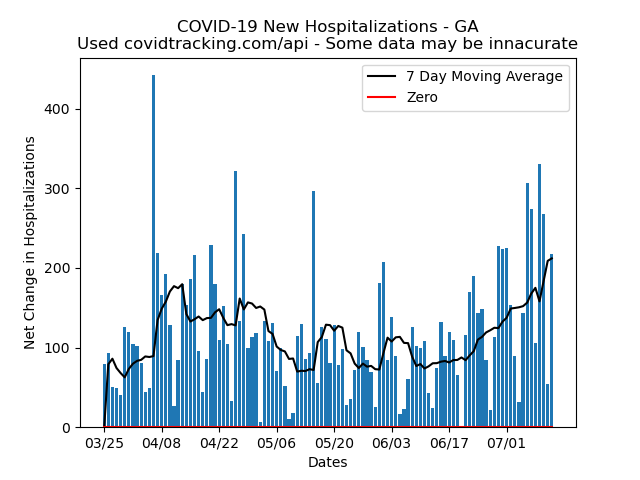 COVID-19 New Hospitalizations - GA
Used covidtracking.com/api - Some data may be innacurate
7 Day Moving Average
Zero
Net Change in Hospitalizations
400
300
200
100
0
03/25 04/08 04/22 05/06 05/20 06/03 06/17 07/01
Dates